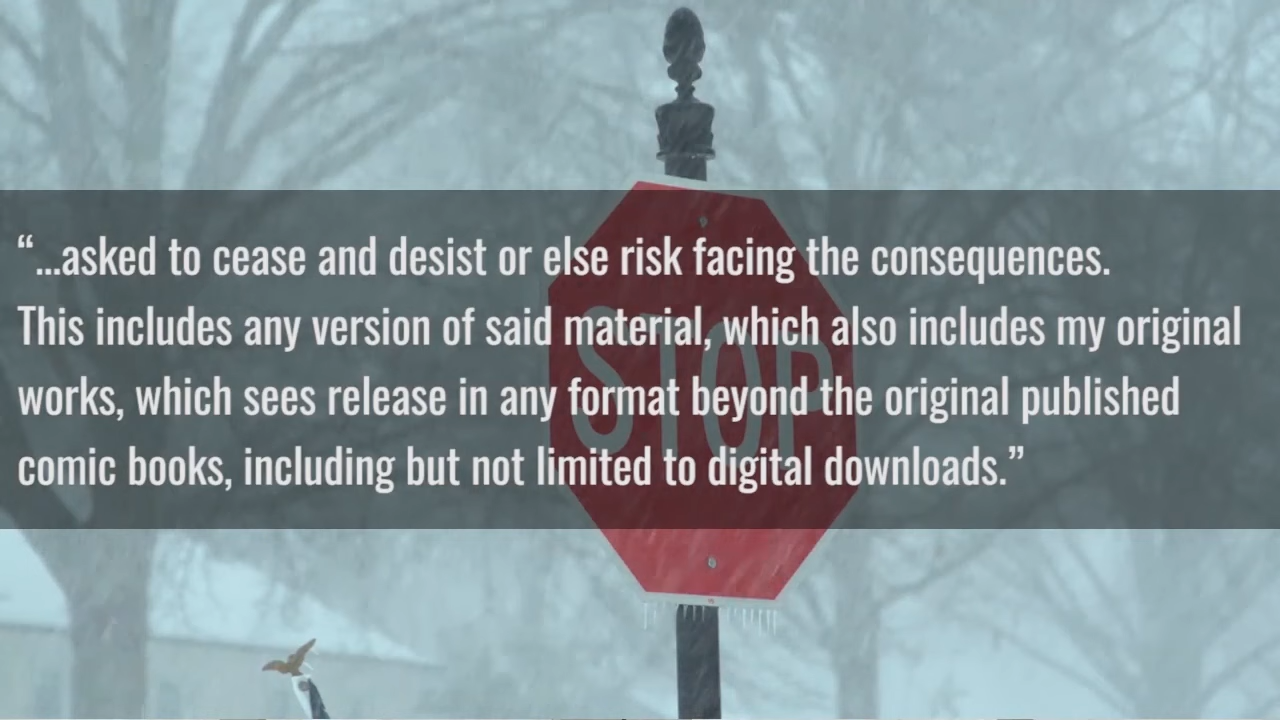 “...asked to cease and desist or else risk facing the consequences.
This includes any version of said material, which also includes my original
works, which sees release in any format beyond the original published
comic books, including but not limited to digital downloads.”
STOP